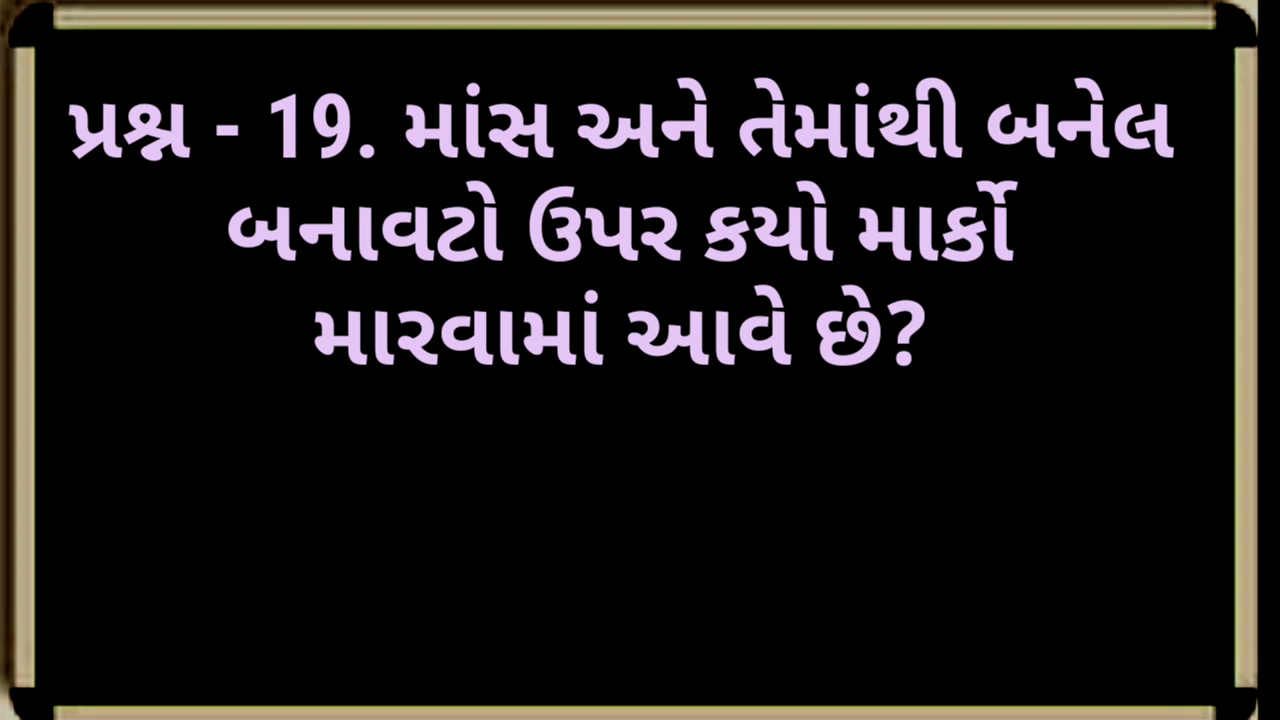 પ્રશ્ન - 19. માંસ અને તેમાંથી બનેલ
બનાવટો ઉપર કયો માર્કો
મારવામાં આવે છે?